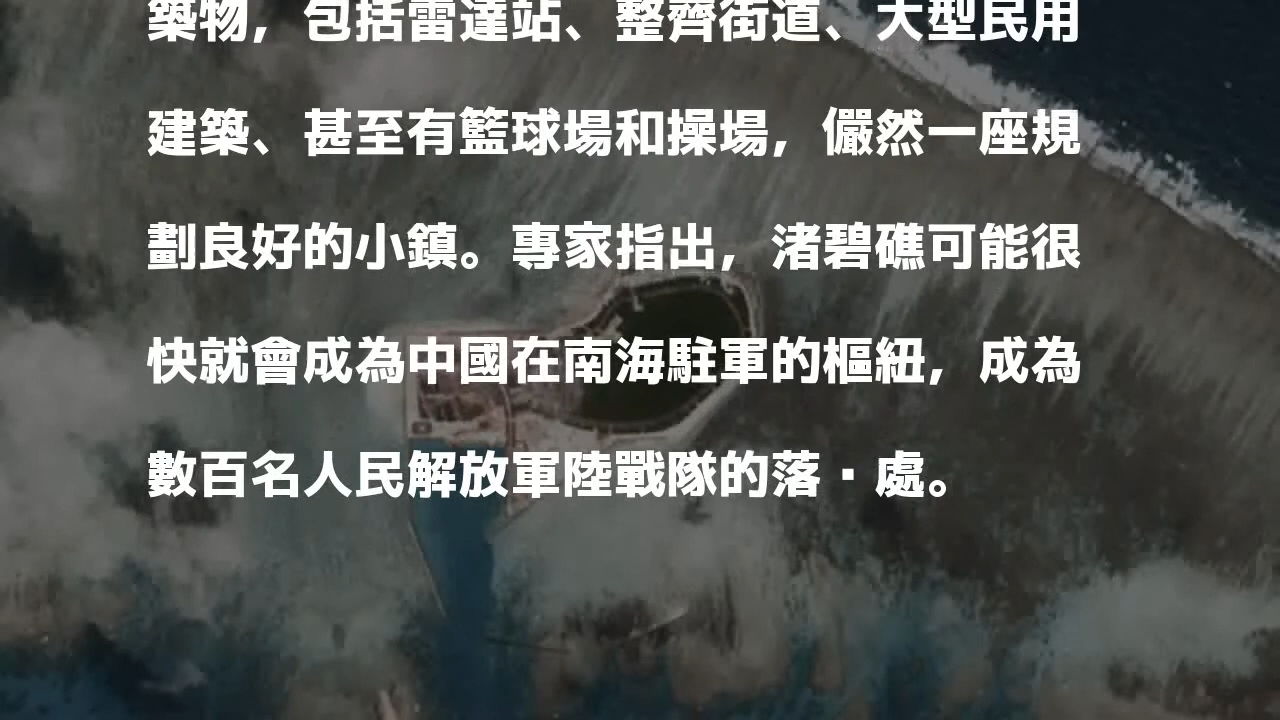 築物，包括雷達站、整齊街道、大型民用
建築、甚至有籃球場和操場，儼然一座規
劃良好的小鎮。專家指出，渚碧礁可能很
快就會成為中國在南海駐軍的樞紐，成為
數百名人民解放軍陸戰隊的落·處。